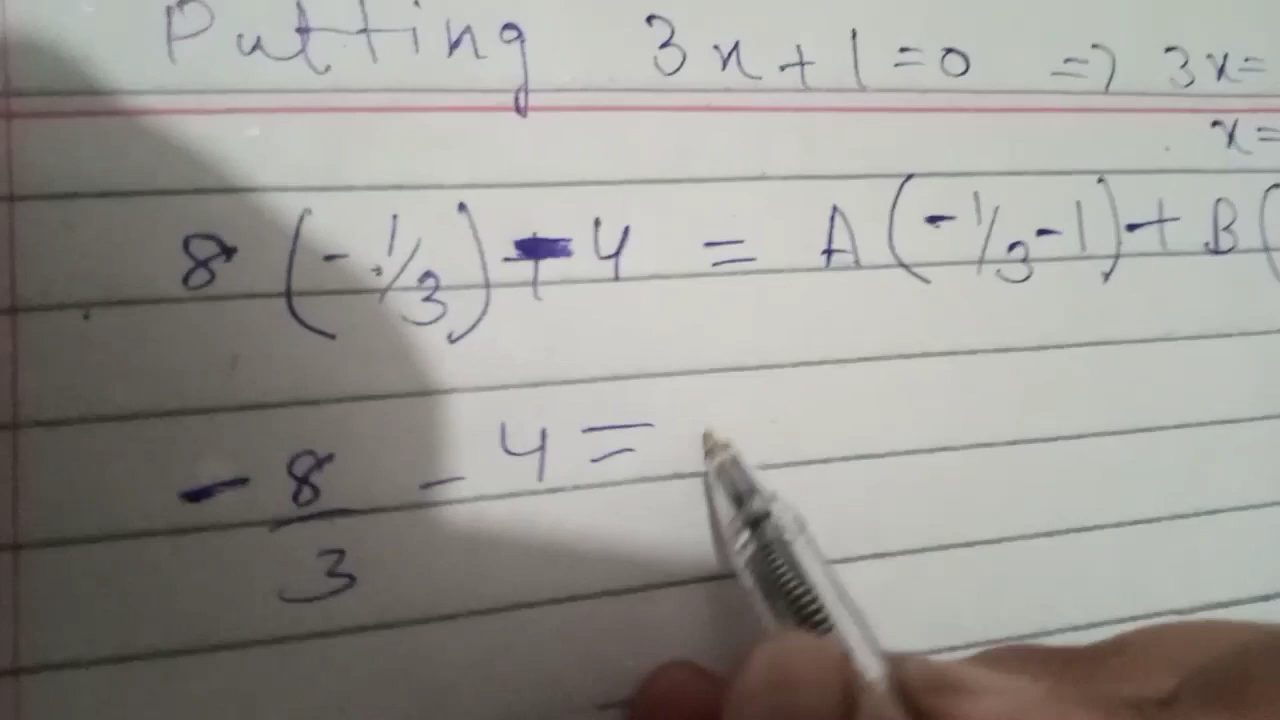 Putting 3x+1=0 => 3x=
x=
8(-1/3)-4 = A(-1/3-1)+B(
-8/3 - 4 =